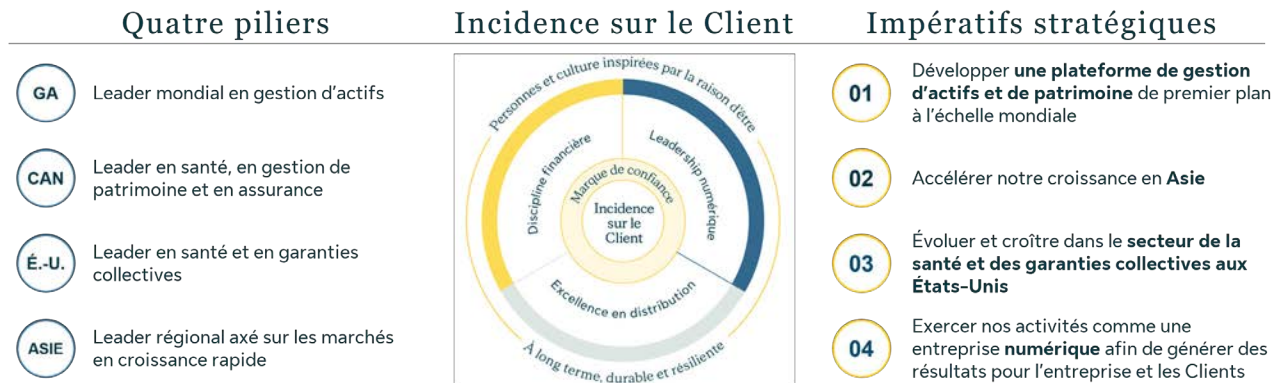 Quatre piliers
GA
Leader mondial en gestion d'actifs
CAN
Leader en santé, en gestion de
patrimoine et en assurance
É.-U.
Leader en santé et en garanties
collectives
ASIE
Leader régional axé sur les marchés
en croissance rapide
Incidence sur le Client
Personnes et culture inspirées par la raison d'être
Discipline financière
Leadership numérique
Marque de confiance
Incidence
sur le
Client
Excellence en distribution
À long terme, durable et résiliente
Impératifs stratégiques
01
Développer une plateforme de gestion
d'actifs et de patrimoine de premier plan
à l'échelle mondiale
02
Accélérer notre croissance en Asie
03
Évoluer et croître dans le secteur de la
santé et des garanties collectives aux
États-Unis
04
Exercer nos activités comme une
entreprise numérique afin de générer des
résultats pour l'entreprise et les Clients